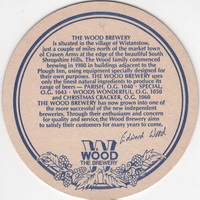 THE WOOD BREWERY
is situated in the village of Wistanstow,
just a couple of miles north of the market town
of Craven Arms at the edge of the beautiful South
Shropshire Hills. The Wood family commenced
brewing in 1980 in buildings adjacent to the
Plough Inn, using equipment specially designed for
their own purposes. THE WOOD BREWERY uses
only the finest natural ingredients to produce its
range of beers — PARISH, O.G. 1040 - SPECIAL,
O.G. 1043 - WOODS WONDERFUL, O.G. 1050
and CHRISTMAS CRACKER, O.G. 1060
THE WOOD BREWERY has now grown into one of
the more successful of the new independent
breweries. Through their enthusiasm and concern
for quality and service, the Wood Brewery aims
to satisfy their customers for many years to come.
Edward Wood
W
WOOD
THE BREWERY